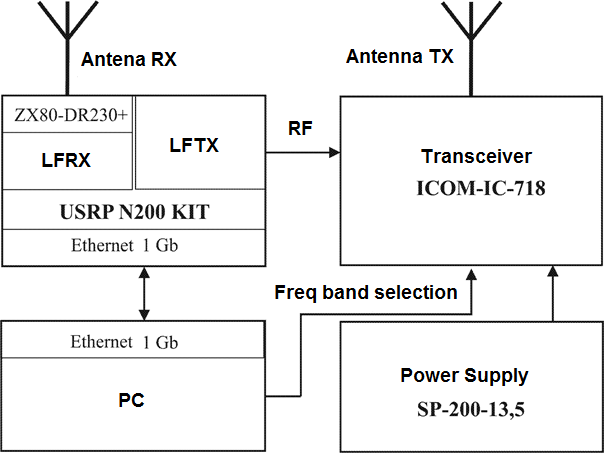 Antena RX
Antenna TX
ZX80-DR230+
LFRX
LFTX
USRP N200 KIT
Ethernet 1 Gb
RF
Transceiver
ICOM-IC-718
Freq band selection
Ethernet 1 Gb
PC
Power Supply
SP-200-13,5